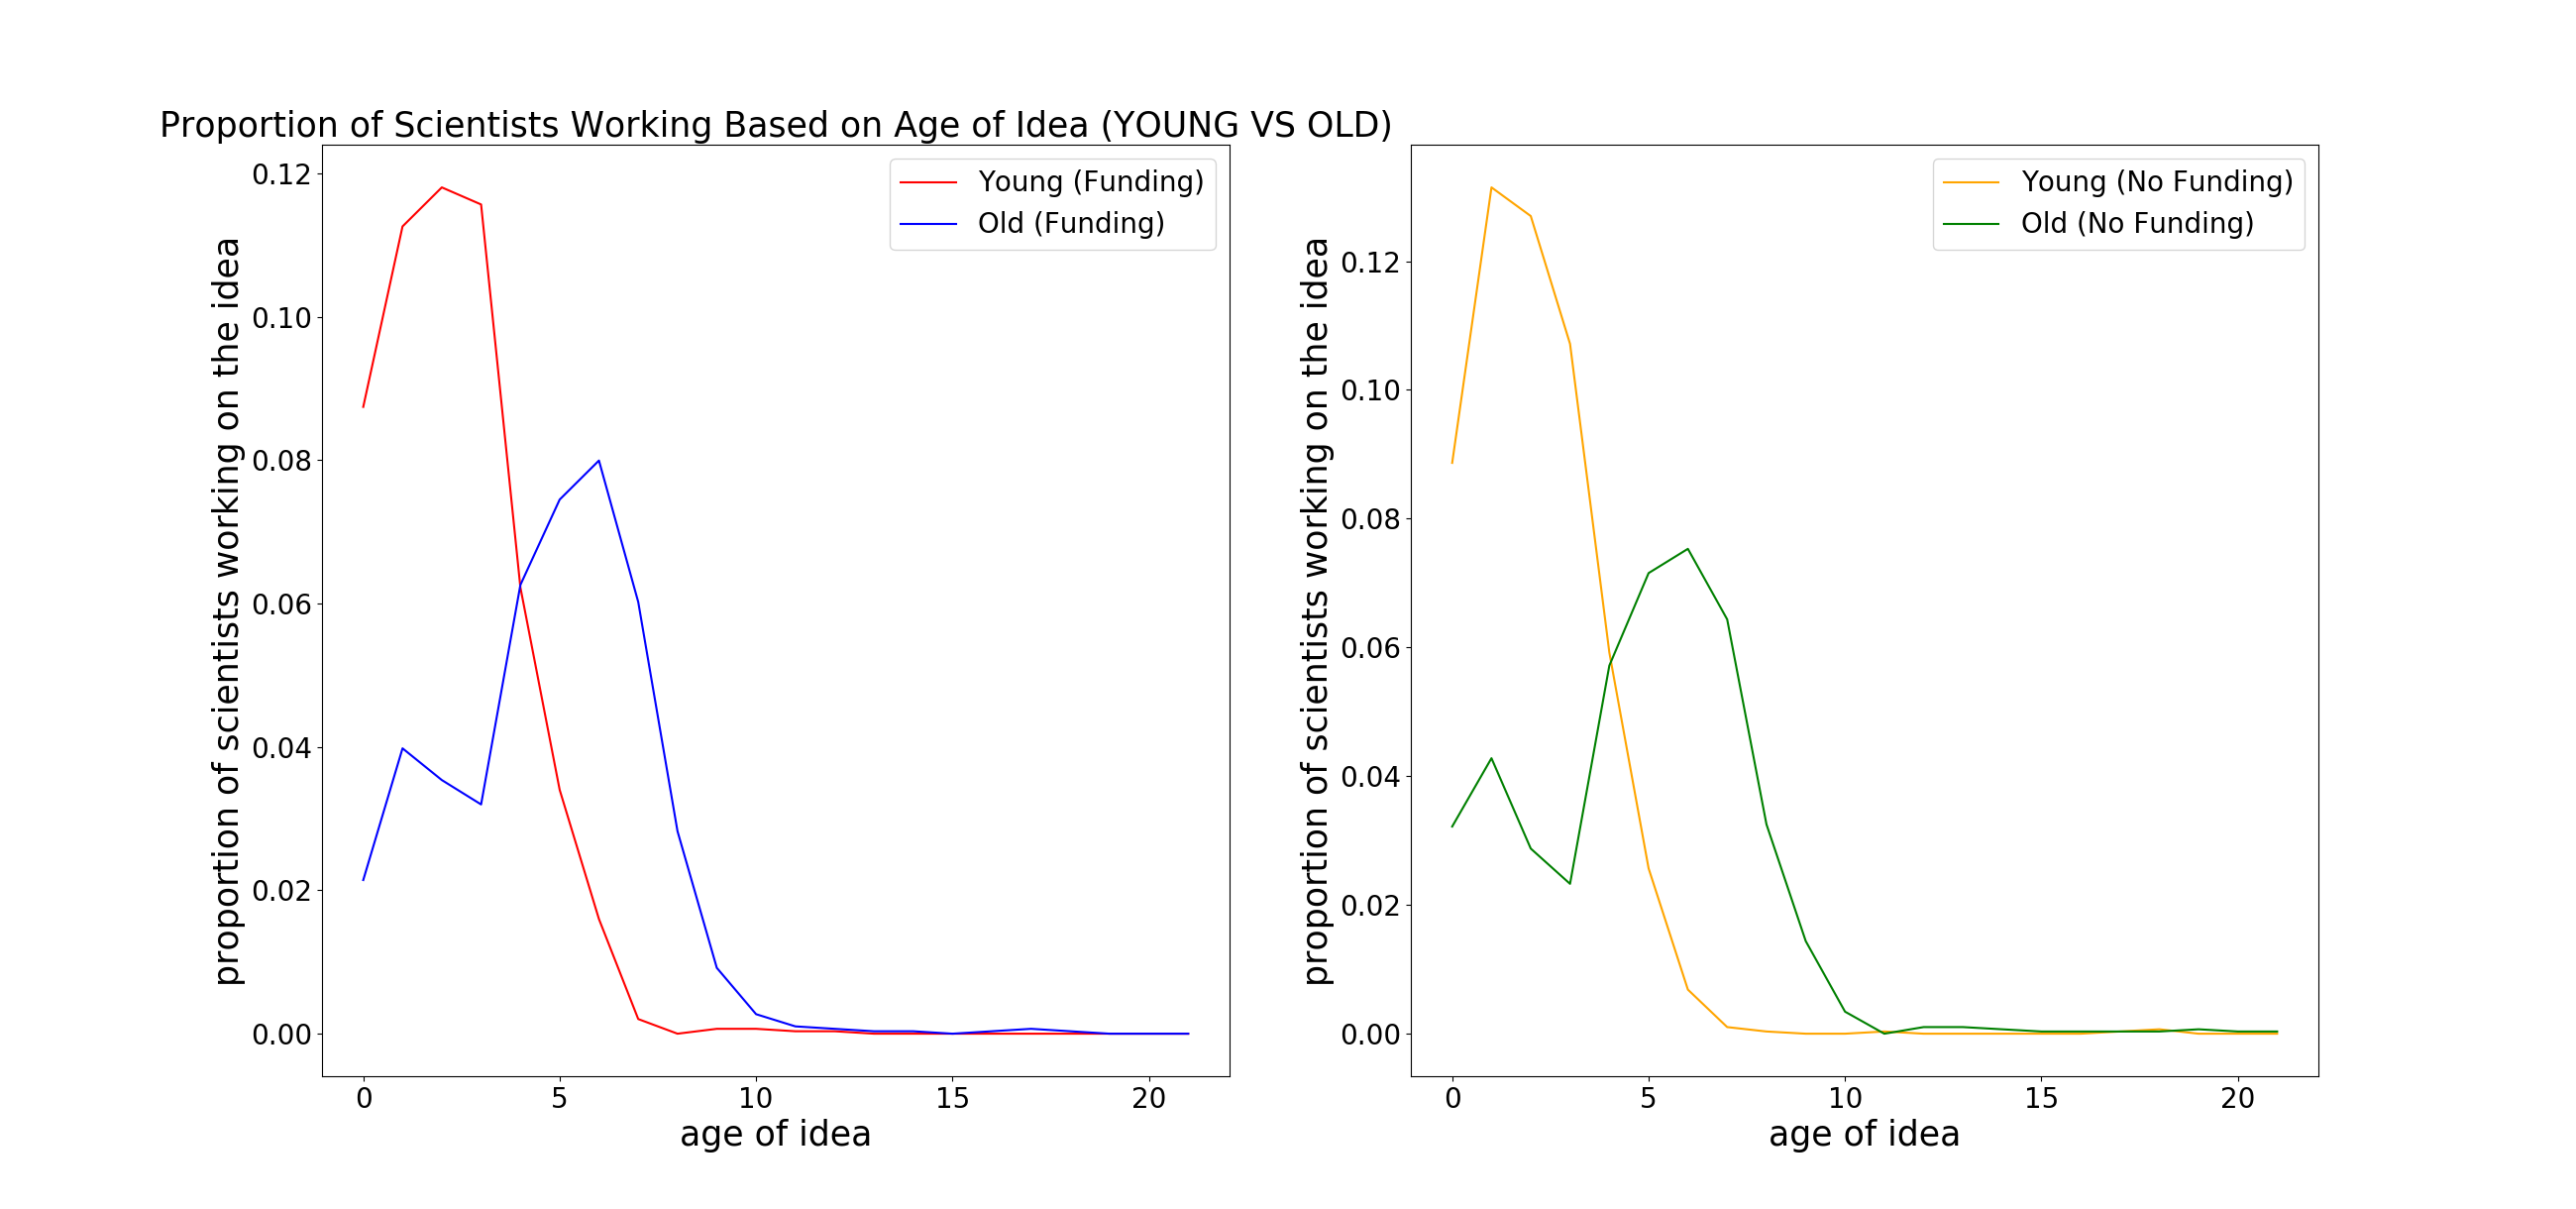 Proportion of Scientists Working Based on Age of Idea (YOUNG VS OLD)
proportion of scientists working on the idea
0.12
0.10
0.08
0.06
0.04
0.02
0.00
Young (Funding)
Old (Funding)
0 5 10 15 20
age of idea
proportion of scientists working on the idea
0.12
0.10
0.08
0.06
0.04
0.02
0.00
Young (No Funding)
Old (No Funding)
0 5 10 15 20
age of idea